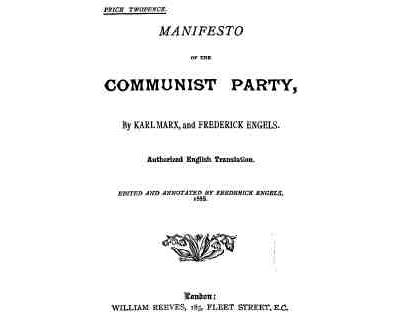 PRICE TWOPENCE.
MANIFESTO
OF THE
COMMUNIST PARTY,
By KARL MARX, and FREDERICK ENGELS.
Authorized English Translation.
EDITED AND ANNOTATED BY FREDERICK ENGELS,
1888.
London:
WILLIAM REEVES, 185, FLEET STREET, E.C.